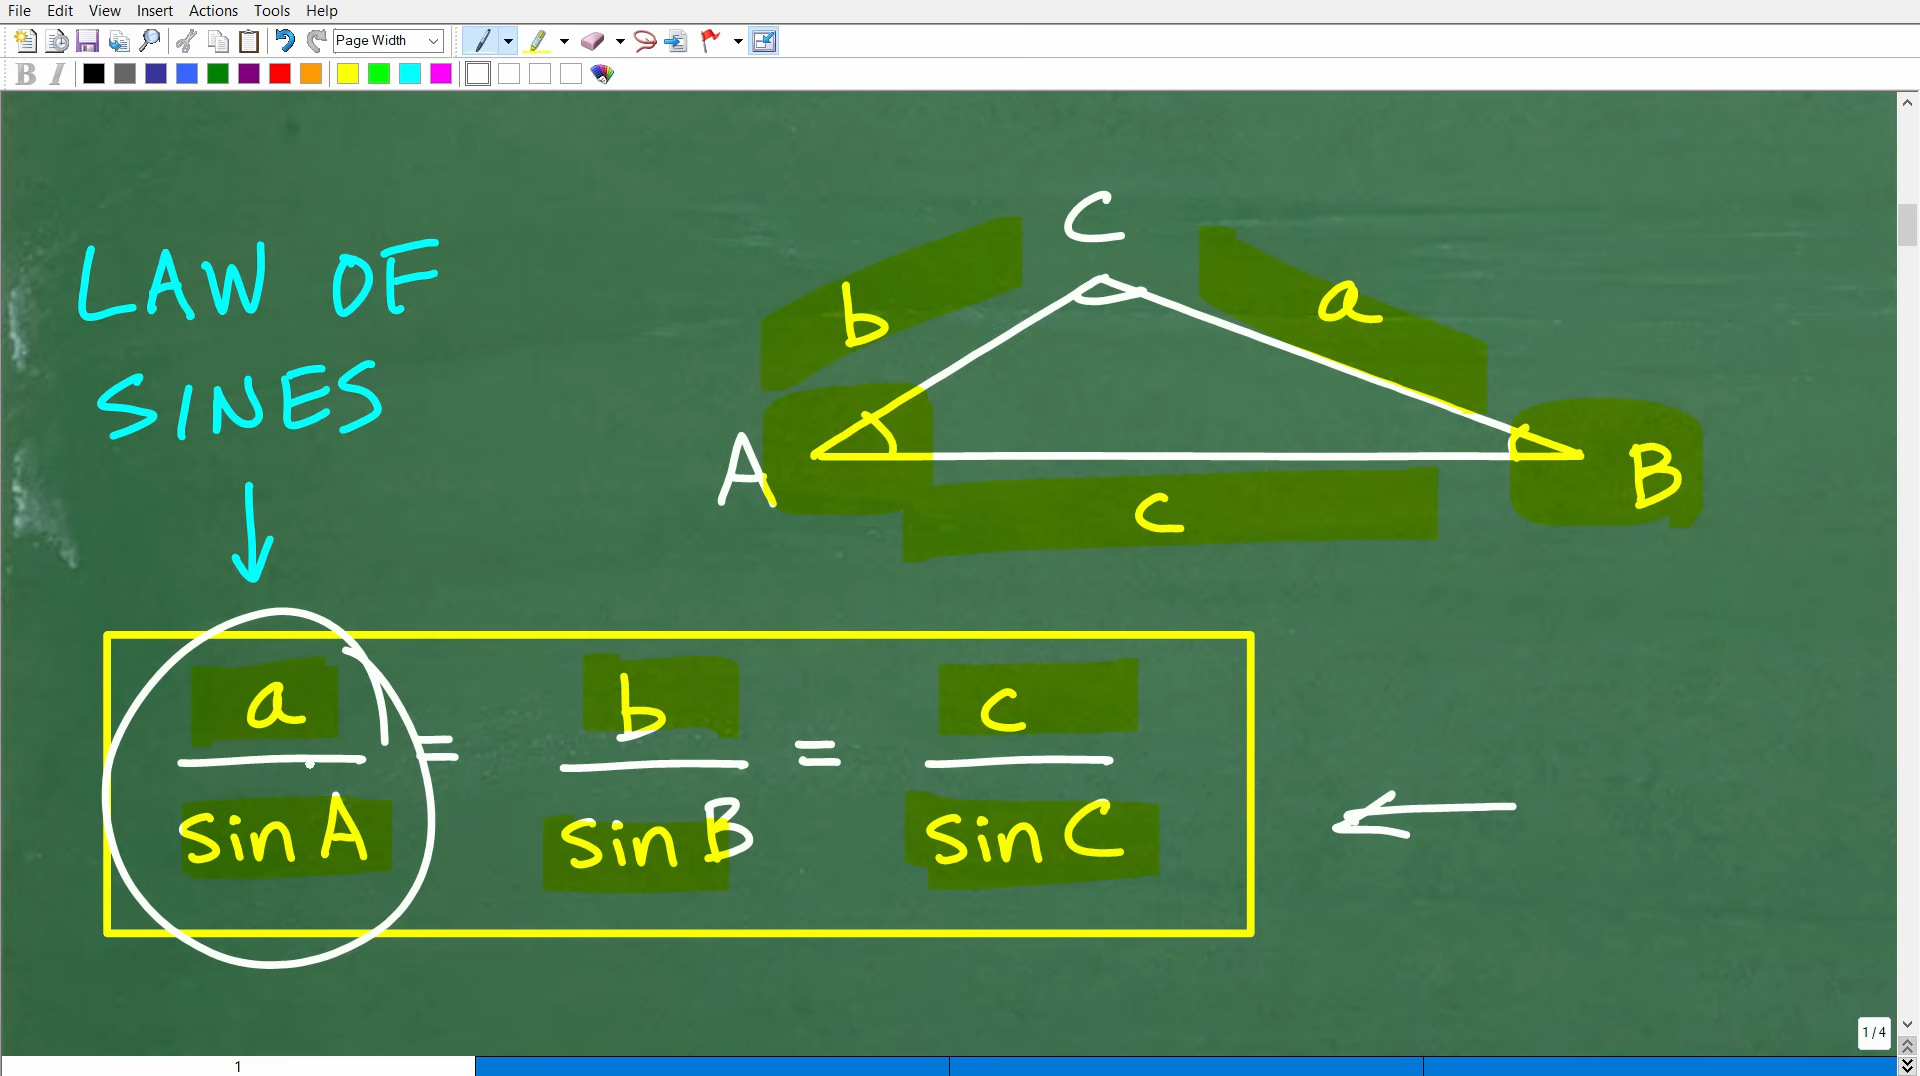 File Edit View Insert Actions Tools Help
Page Width
B I
LAW OF
SINES
C
b
a
A
B
c
a = b = c
sin A sin B sin C
1 / 4
1